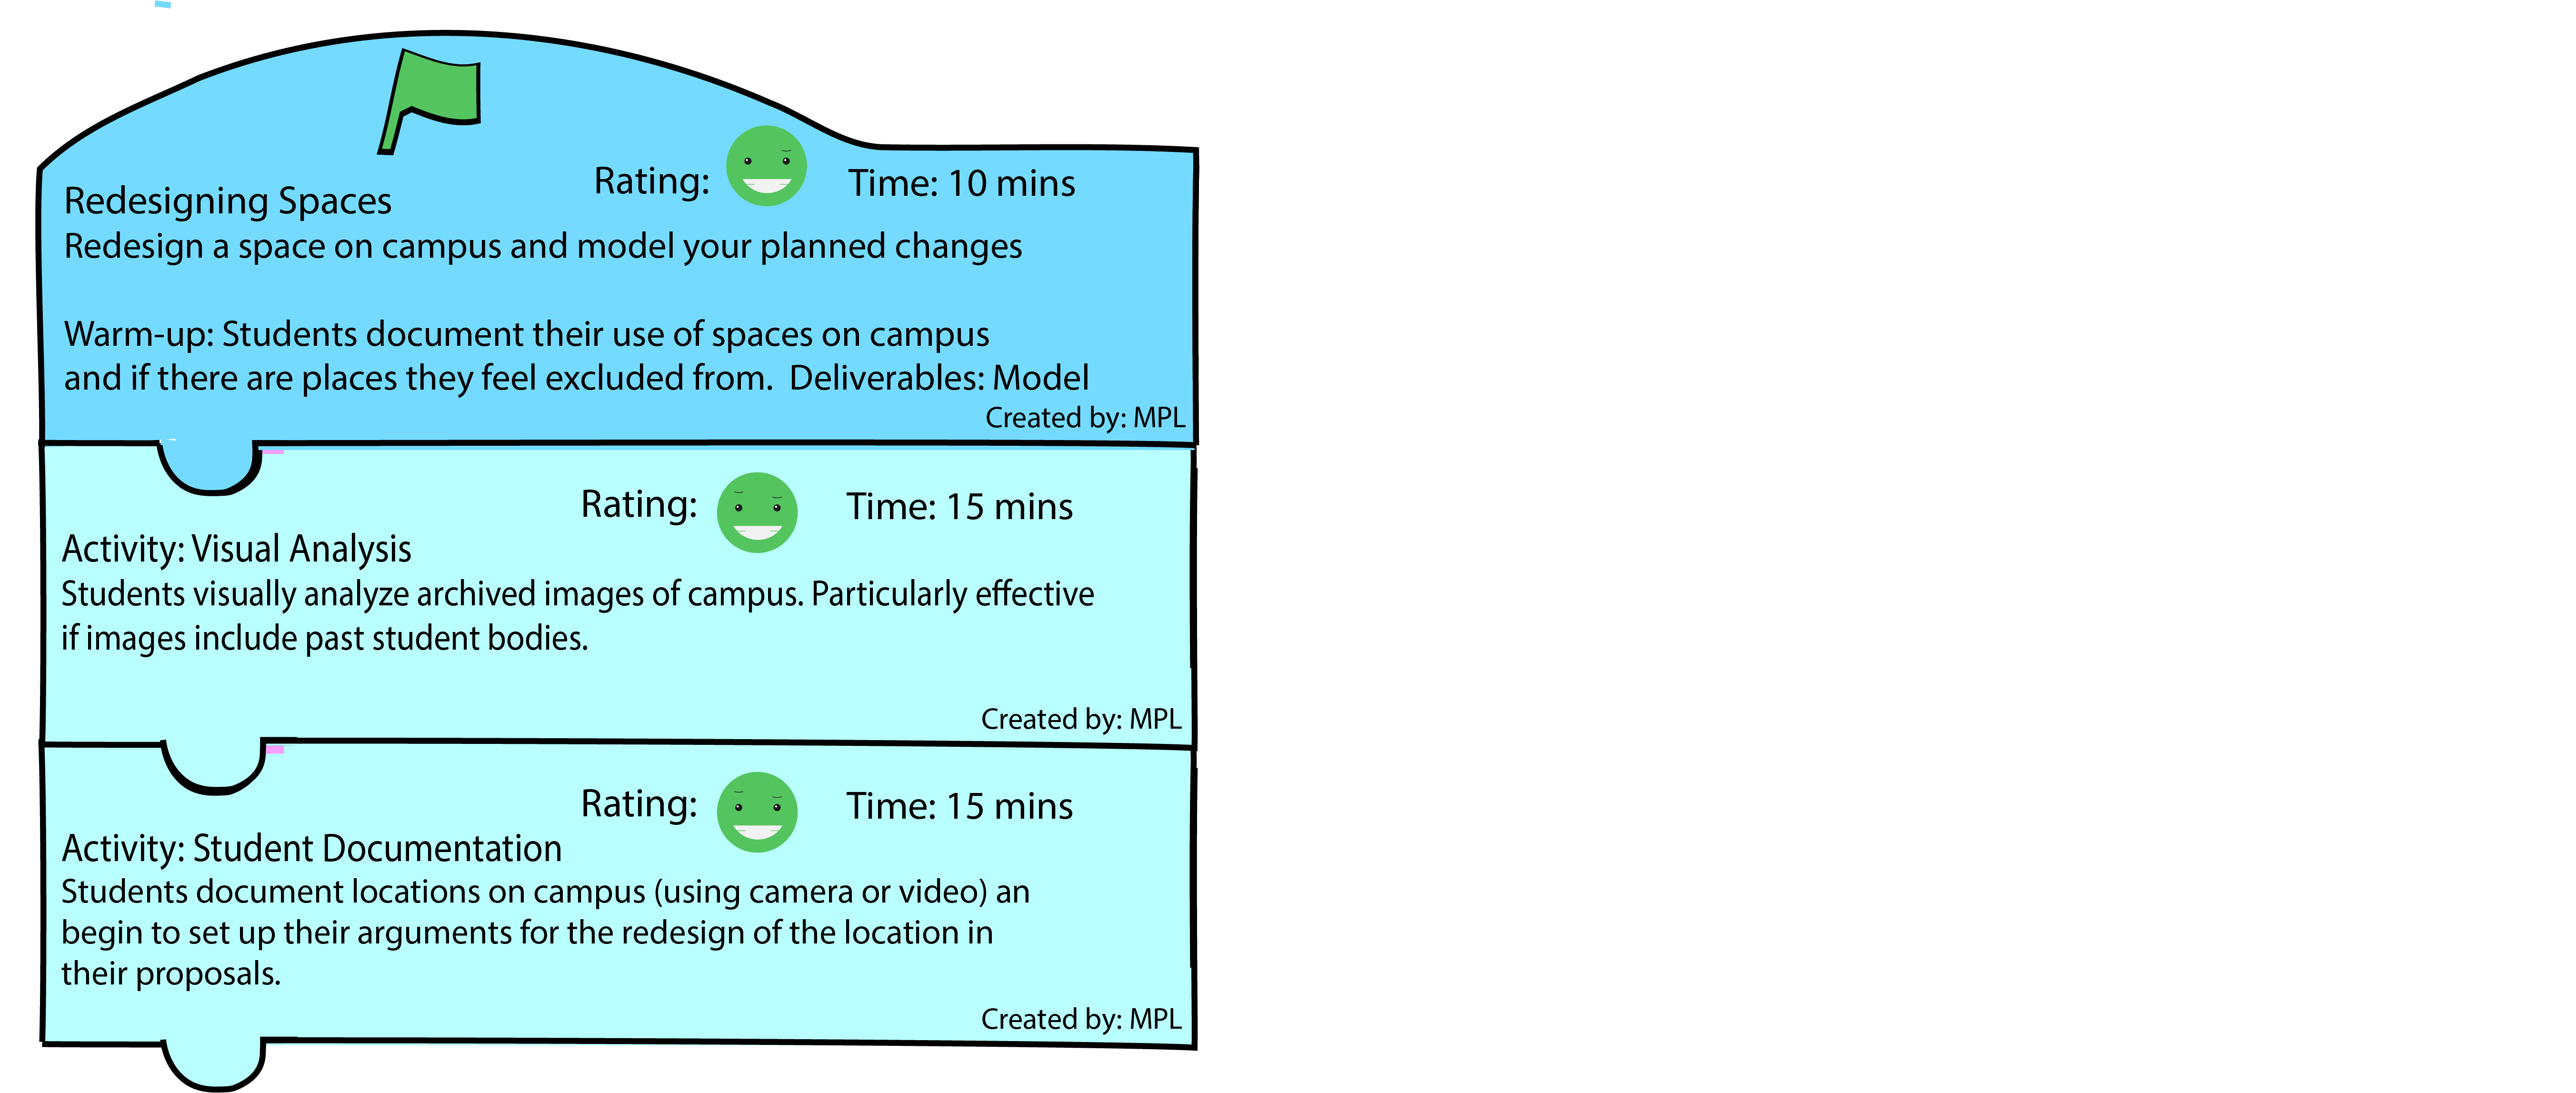 Rating: Time: 10 mins
Redesigning Spaces
Redesign a space on campus and model your planned changes
Warm-up: Students document their use of spaces on campus
and if there are places they feel excluded from.  Deliverables: Model
Created by: MPL
Rating: Time: 15 mins
Activity: Visual Analysis
Students visually analyze archived images of campus. Particularly effective
if images include past student bodies.
Created by: MPL
Rating: Time: 15 mins
Activity: Student Documentation
Students document locations on campus (using camera or video) an
begin to set up their arguments for the redesign of the location in
their proposals.
Created by: MPL